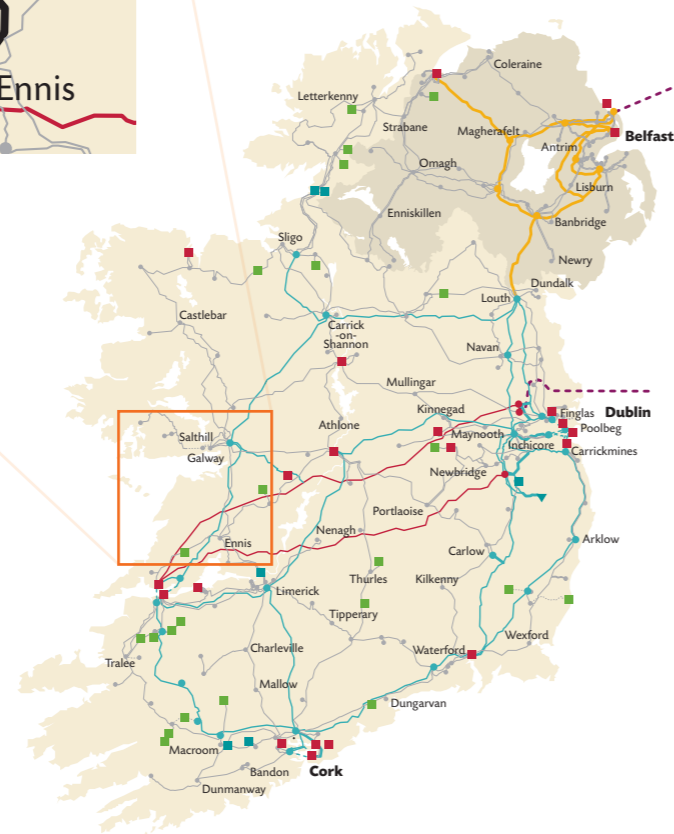 Ennis
Coleraine
Letterkenny
Strabane
Magherafelt
Belfast
Antrim
Omagh
Lisburn
Enniskillen
Banbridge
Sligo
Newry
Dundalk
Louth
Castlebar
Carrick
-on-
Shannon
Navan
Mullingar
Kinnegad
Finglas
Dublin
Athlone
Maynooth
Poolbeg
Salthill
Inchicore
Galway
Carrickmines
Newbridge
Portlaoise
Ennis
Nenagh
Arklow
Carlow
Thurles
Kilkenny
Limerick
Tipperary
Wexford
Charleville
Waterford
Tralee
Mallow
Dungarvan
Macroom
Bandon
Cork
Dunmanway